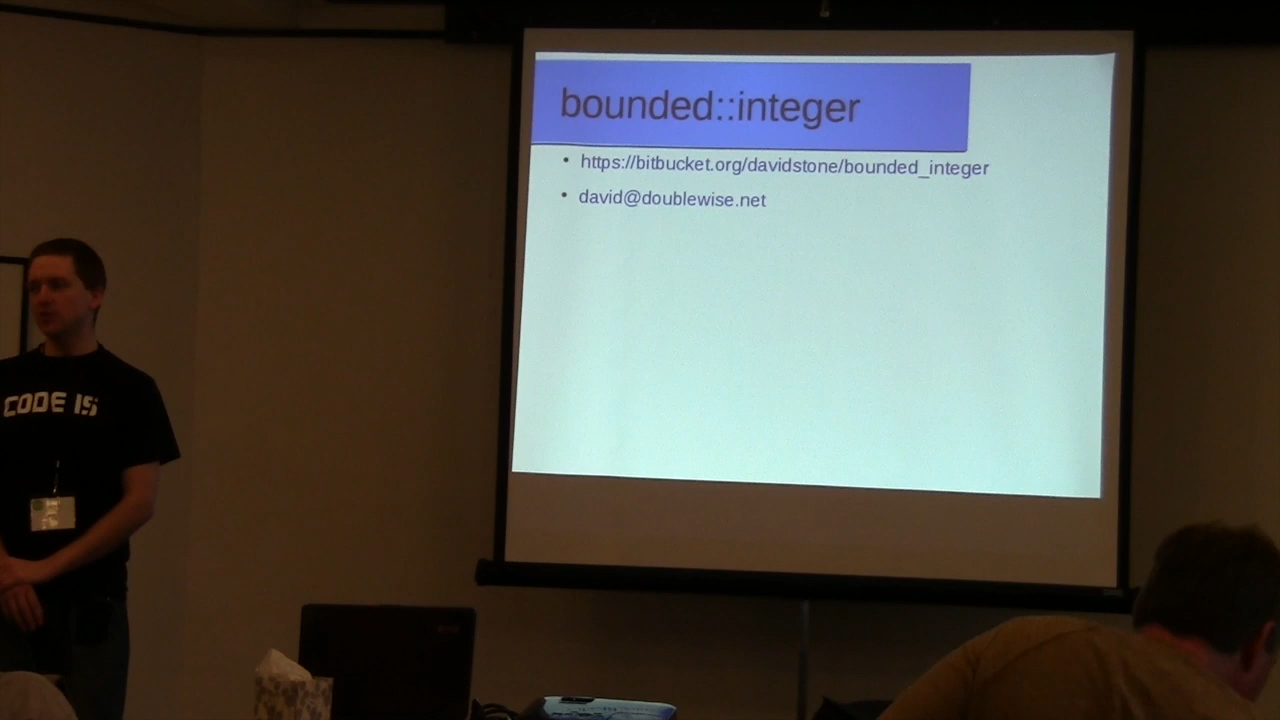 bounded::integer
• https://bitbucket.org/davidstone/bounded_integer
• david@doublewise.net
CODE IS